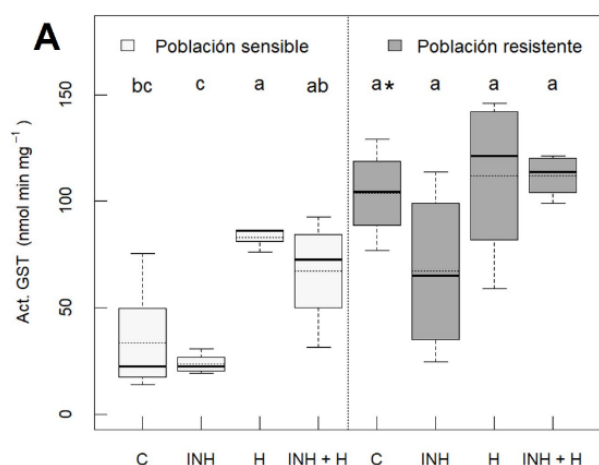 A
Población sensible
Población resistente
bc c a ab a* a a a
150
100
50
0
Act. GST (nmol min mg⁻¹)
C INH H INH + H C INH H INH + H